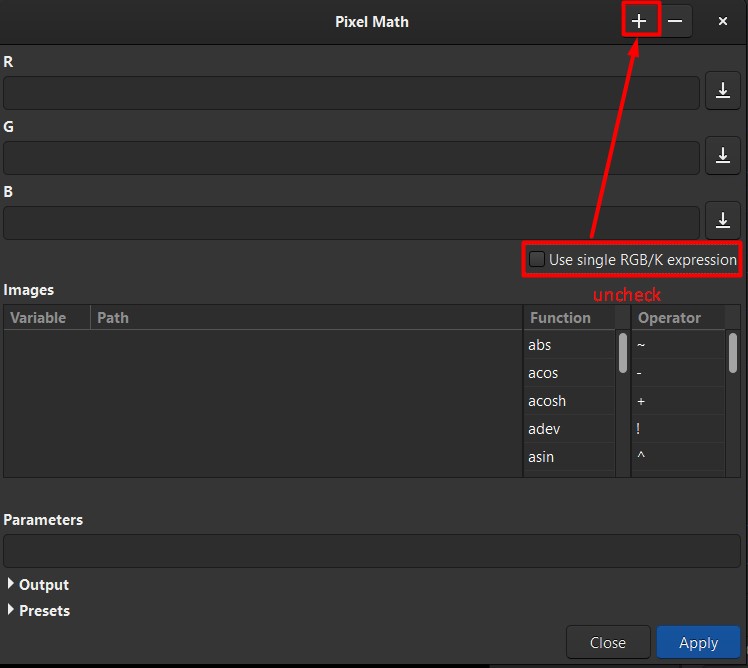 Pixel Math
R
G
B
Use single RGB/K expression
uncheck
Images
Variable Path Function Operator
abs ~
acos -
acosh +
adev !
asin ^
Parameters
Output
Presets
Close Apply